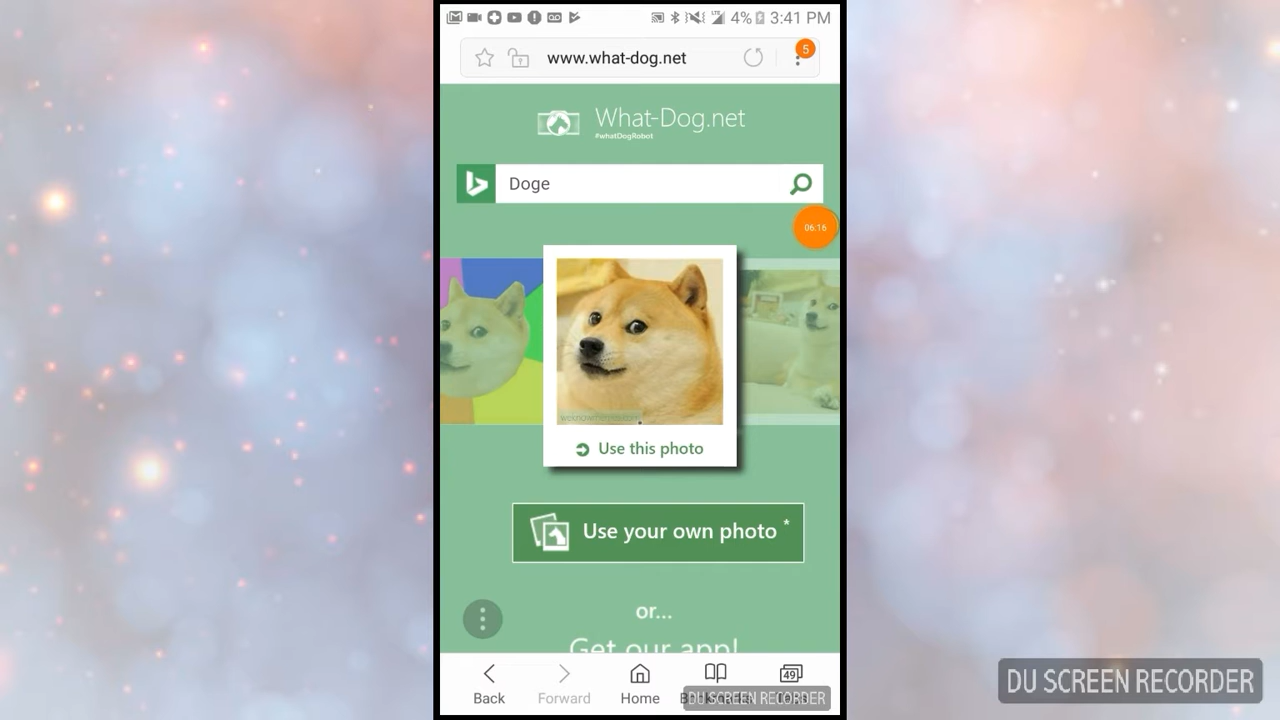 4% 3:41 PM
www.what-dog.net
5
What-Dog.net
#whatDogRobot
Doge
06:16
Use this photo
Use your own photo *
or...
Get our app!
49
Back Forward Home
DU SCREEN RECORDER
DU SCREEN RECORDER